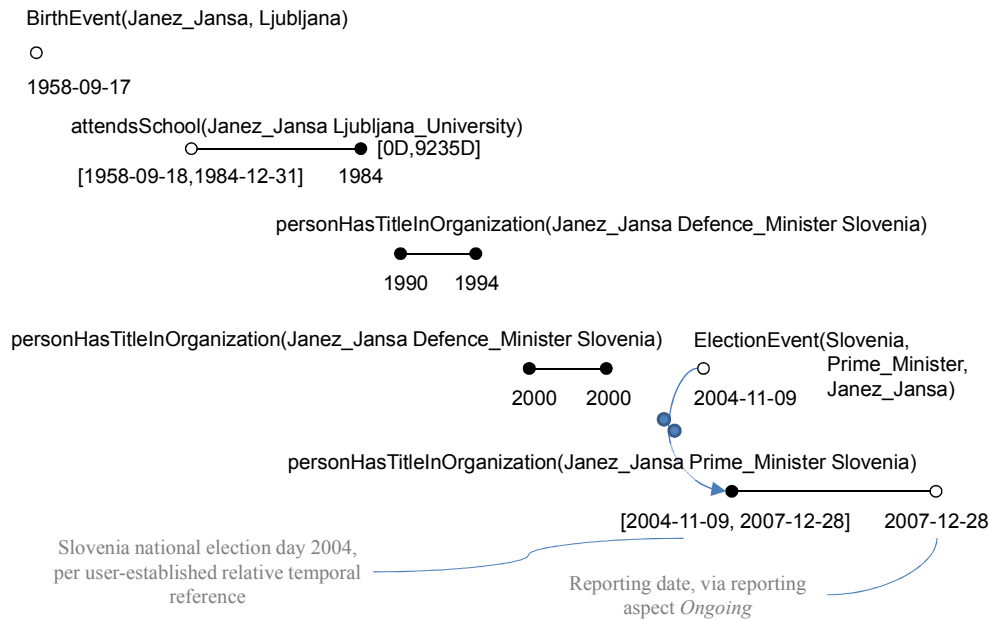 BirthEvent(Janez_Jansa, Ljubljana)
1958-09-17
attendsSchool(Janez_Jansa Ljubljana_University)
[0D,9235D]
[1958-09-18,1984-12-31] 1984
personHasTitleInOrganization(Janez_Jansa Defence_Minister Slovenia)
1990 1994
personHasTitleInOrganization(Janez_Jansa Defence_Minister Slovenia)
2000 2000
ElectionEvent(Slovenia,
Prime_Minister,
Janez_Jansa)
2004-11-09
personHasTitleInOrganization(Janez_Jansa Prime_Minister Slovenia)
[2004-11-09, 2007-12-28] 2007-12-28
Slovenia national election day 2004,
per user-established relative temporal
reference
Reporting date, via reporting
aspect Ongoing